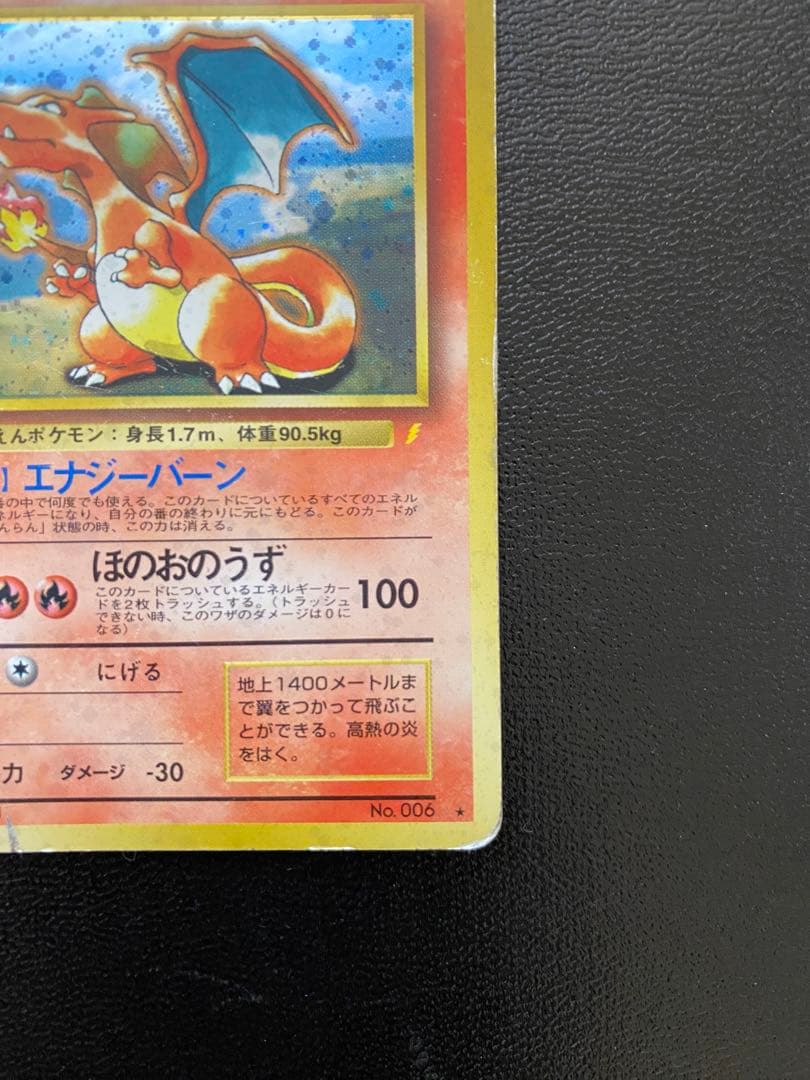 えんポケモン：身長1.7m、体重90.5kg
】エナジーバーン
番の中で何度でも使える。このカードについているすべてのエネル
ネルギーになり、自分の番の終わりに元にもどる。このカードが
んらん」状態の時、この力は消える。
ほのおのうず
このカードについているエネルギーカー
ドを2枚トラッシュする。（トラッシュ
できない時、このワザのダメージは0に
なる）
100
にげる
地上1400メートルま
で翼をつかって飛ぶこ
とができる。高熱の炎
をはく。
力 ダメージ -30
No. 006 ★